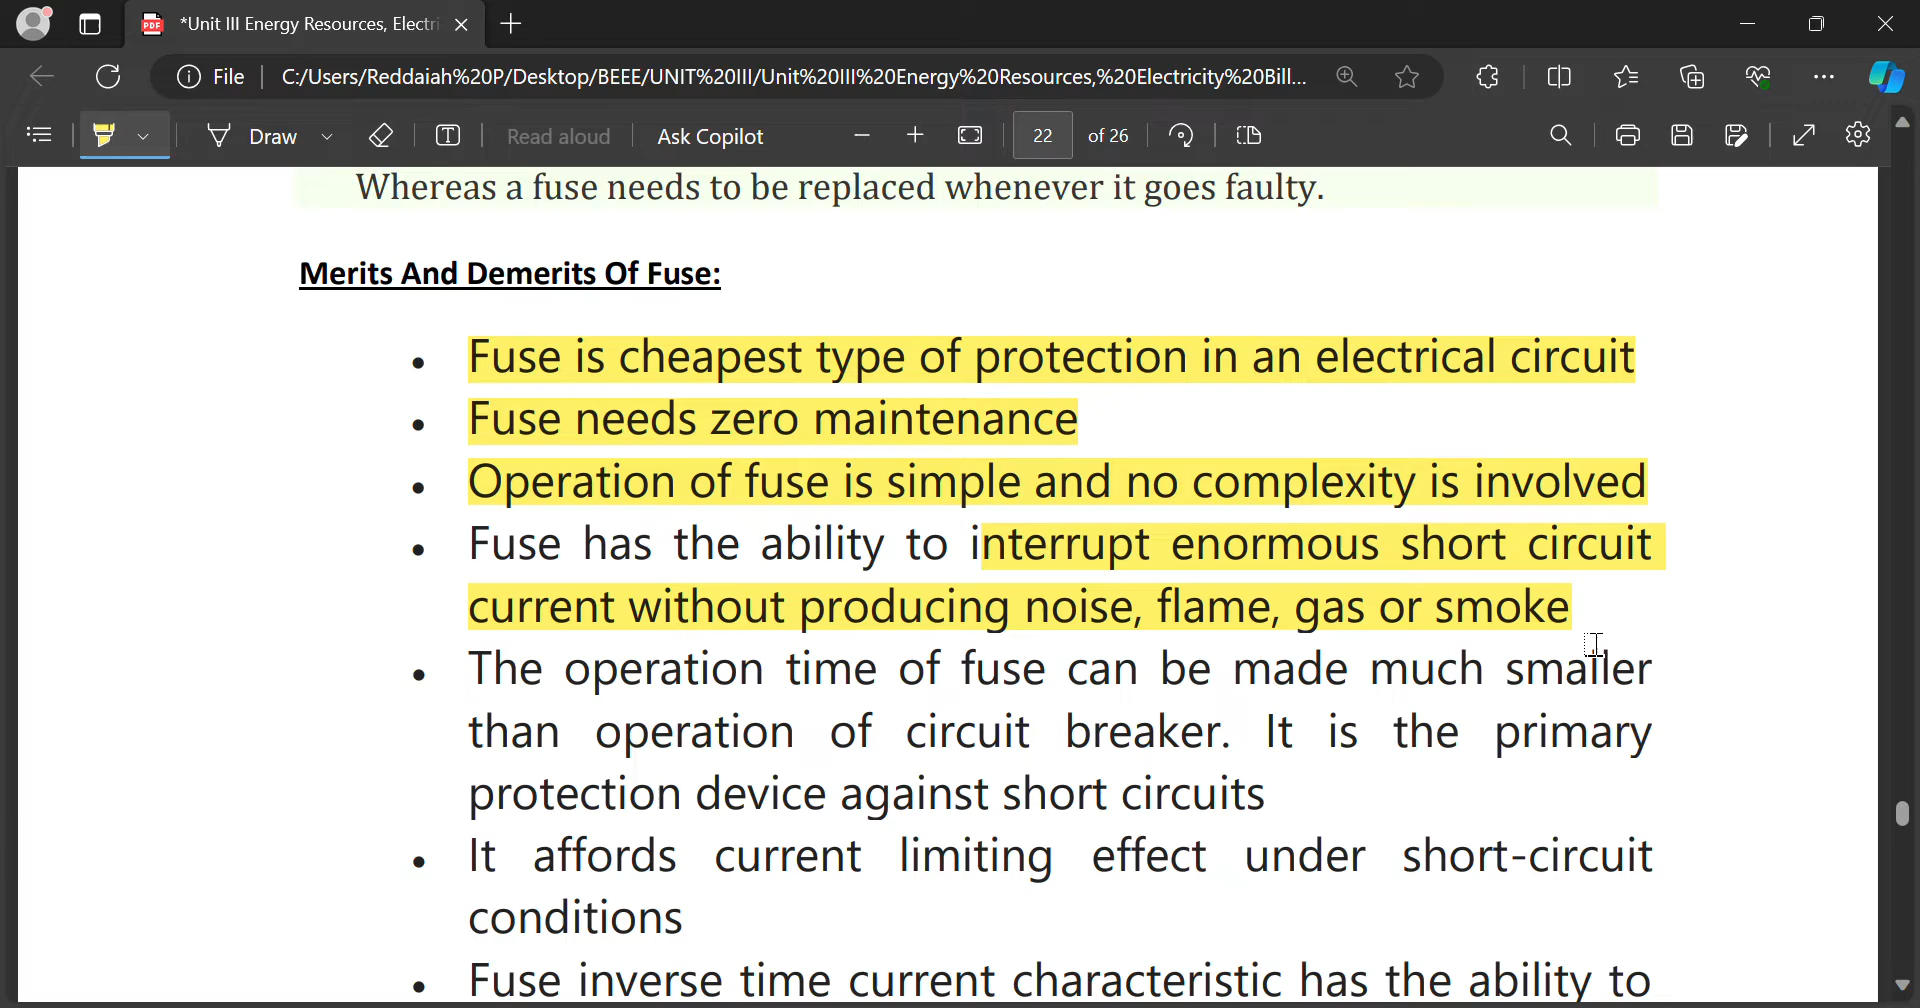 *Unit III Energy Resources, Electri
File
C:/Users/Reddaiah%20P/Desktop/BEEE/UNIT%20III/Unit%20III%20Energy%20Resources,%20Electricity%20Bill...
Draw
Read aloud
Ask Copilot
22 of 26
Whereas a fuse needs to be replaced whenever it goes faulty.
Merits And Demerits Of Fuse:
• Fuse is cheapest type of protection in an electrical circuit
• Fuse needs zero maintenance
• Operation of fuse is simple and no complexity is involved
• Fuse has the ability to interrupt enormous short circuit
current without producing noise, flame, gas or smoke
• The operation time of fuse can be made much smaller
than operation of circuit breaker. It is the primary
protection device against short circuits
• It affords current limiting effect under short-circuit
conditions
• Fuse inverse time current characteristic has the ability to